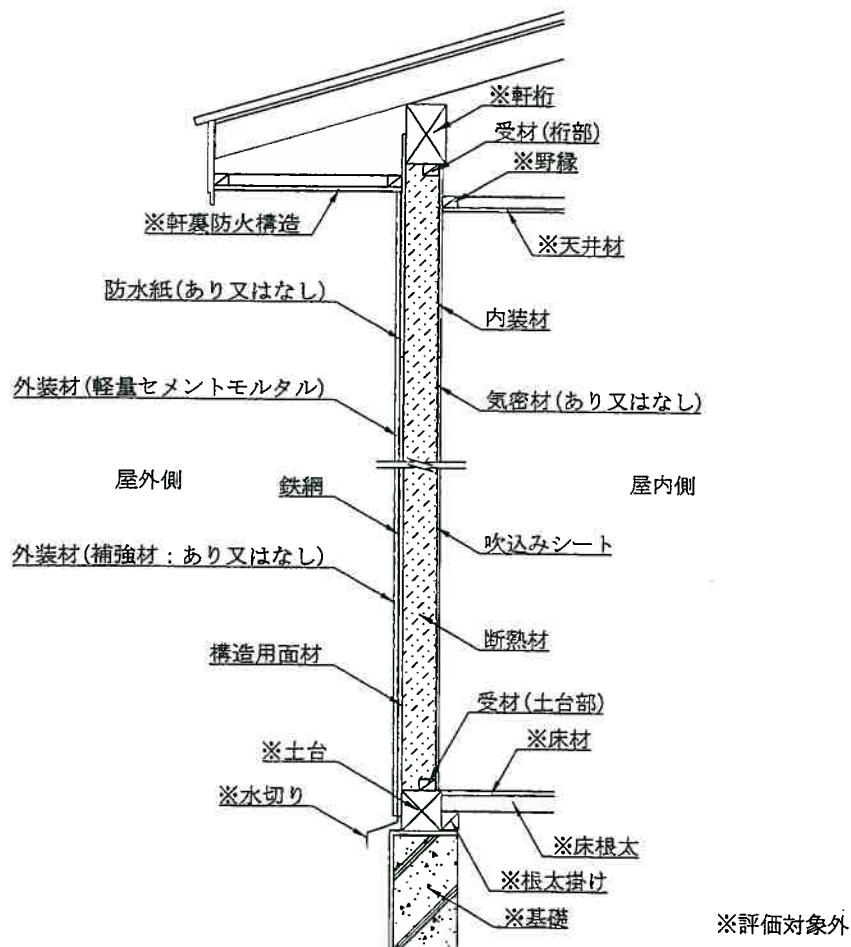 ※軒桁
受材(桁部)
※野縁
※軒裏防火構造
※天井材
防水紙(あり又はなし)
内装材
外装材(軽量セメントモルタル)
気密材(あり又はなし)
屋外側
鉄網
屋内側
外装材(補強材：あり又はなし)
吹込みシート
断熱材
構造用面材
受材(土台部)
※土台
※床材
※水切り
※床根太
※根太掛け
※基礎
※評価対象外